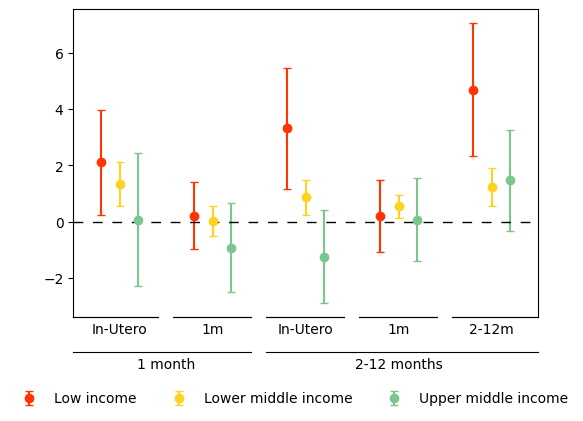 6
4
2
0
−2
In-Utero 1m In-Utero 1m 2-12m
1 month 2-12 months
Low income Lower middle income Upper middle income